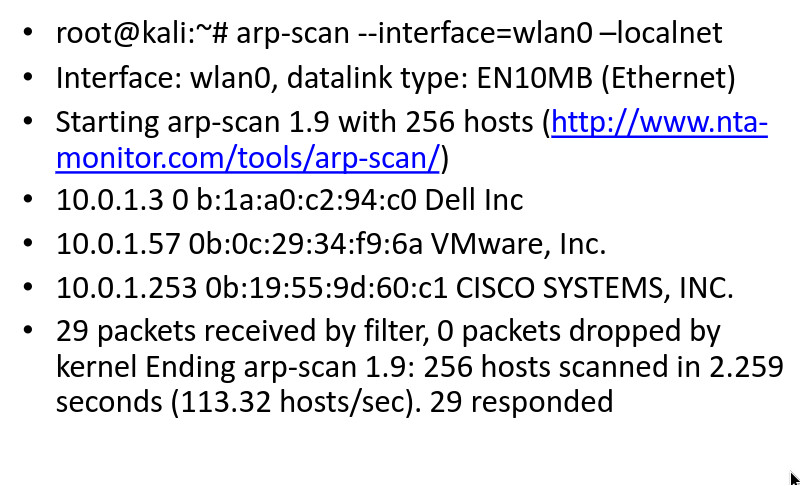 • root@kali:~# arp-scan --interface=wlan0 –localnet
• Interface: wlan0, datalink type: EN10MB (Ethernet)
• Starting arp-scan 1.9 with 256 hosts (http://www.nta-
monitor.com/tools/arp-scan/)
• 10.0.1.3 0 b:1a:a0:c2:94:c0 Dell Inc
• 10.0.1.57 0b:0c:29:34:f9:6a VMware, Inc.
• 10.0.1.253 0b:19:55:9d:60:c1 CISCO SYSTEMS, INC.
• 29 packets received by filter, 0 packets dropped by
kernel Ending arp-scan 1.9: 256 hosts scanned in 2.259
seconds (113.32 hosts/sec). 29 responded